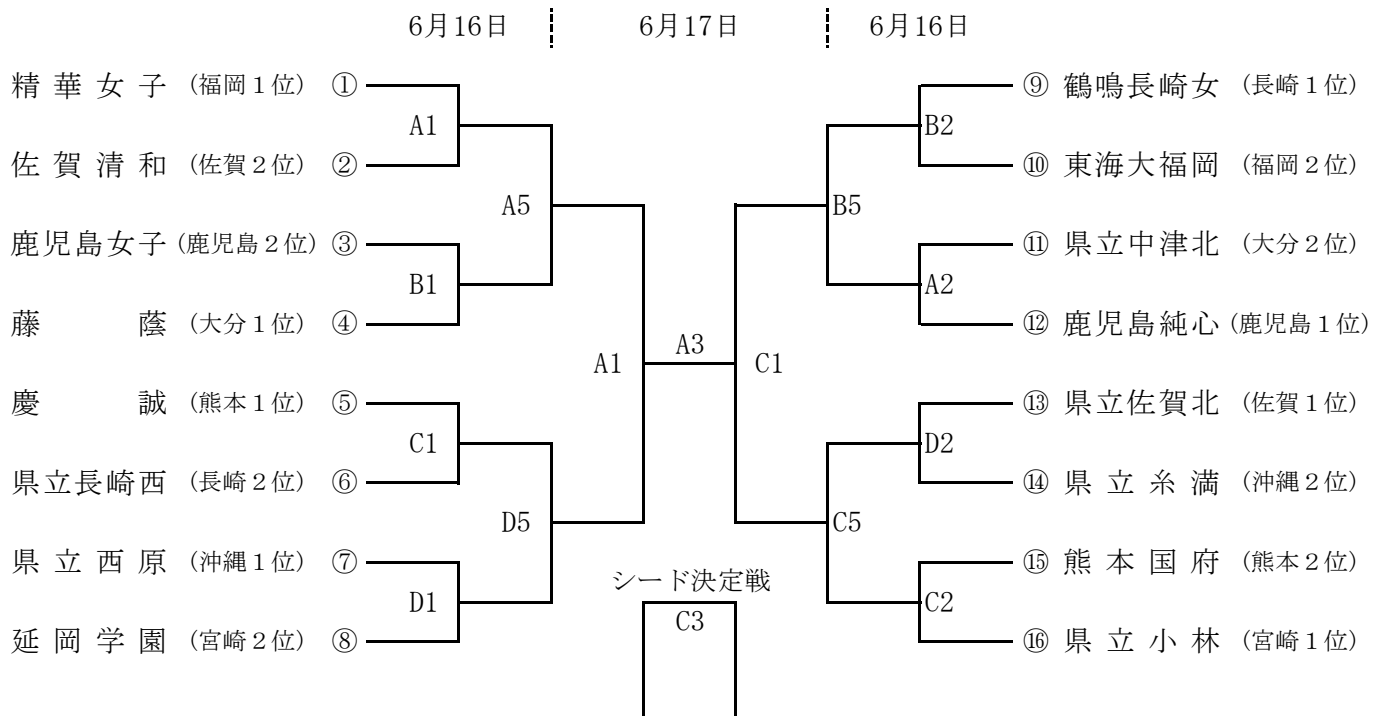 6月16日 6月17日 6月16日
精華女子 (福岡1位) ① ⑨ 鶴鳴長崎女 (長崎1位)
A1 B2
佐賀清和 (佐賀2位) ② ⑩ 東海大福岡 (福岡2位)
A5 B5
鹿児島女子 (鹿児島2位) ③ ⑪ 県立中津北 (大分2位)
B1 A2
藤蔭 (大分1位) ④ ⑫ 鹿児島純心 (鹿児島1位)
A1 A3 C1
慶誠 (熊本1位) ⑤ ⑬ 県立佐賀北 (佐賀1位)
C1 D2
県立長崎西 (長崎2位) ⑥ ⑭ 県立糸満 (沖縄2位)
D5 C5
県立西原 (沖縄1位) ⑦ ⑮ 熊本国府 (熊本2位)
シード決定戦
D1 C3 C2
延岡学園 (宮崎2位) ⑧ ⑯ 県立小林 (宮崎1位)